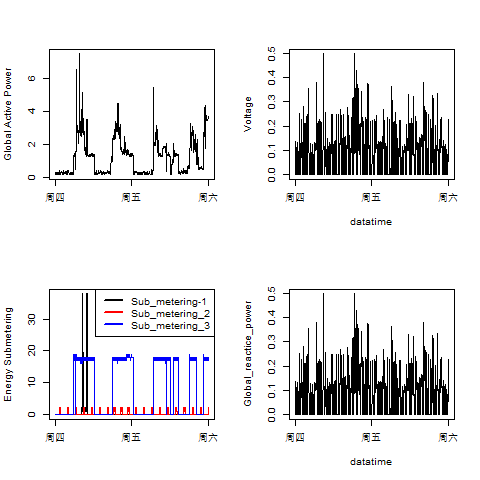 Global Active Power
0 2 4 6
周四 周五 周六
Voltage
0.0 0.1 0.2 0.3 0.4 0.5
周四 周五 周六
datatime
Energy Submetering
0 10 20 30
Sub_metering-1
Sub_metering_2
Sub_metering_3
周四 周五 周六
Global_reactice_power
0.0 0.1 0.2 0.3 0.4 0.5
周四 周五 周六
datatime